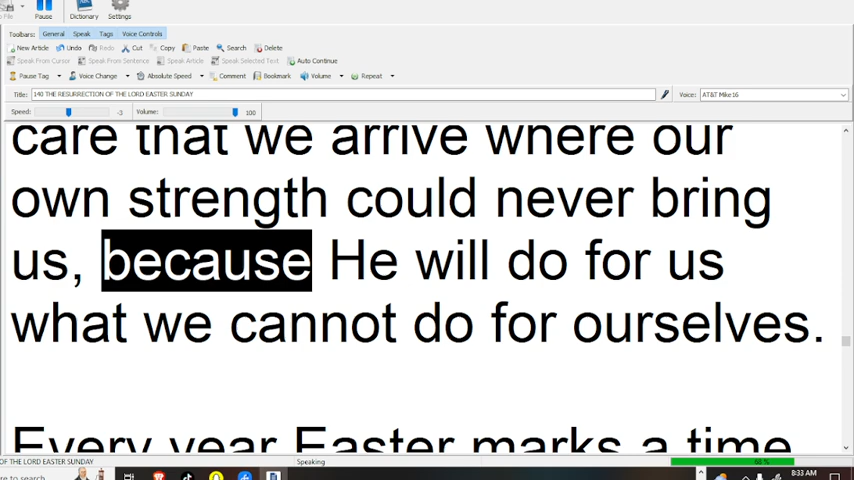 Pause Dictionary Settings
Toolbars: General Speak Tags Voice Controls
New Article Undo Redo Cut Copy Paste Search Delete
Speak From Cursor Speak From Sentence Speak Article Speak Selected Text Auto Continue
Pause Tag Voice Change Absolute Speed Comment Bookmark Volume Repeat
Title: 140 THE RESURRECTION OF THE LORD EASTER SUNDAY Voice: AT&T Mike16
Speed: -3 Volume: 100
care that we arrive where our
own strength could never bring
us, because He will do for us
what we cannot do for ourselves.
Every year Easter marks a time
OF THE LORD EASTER SUNDAY Speaking
re to search 8:33 AM